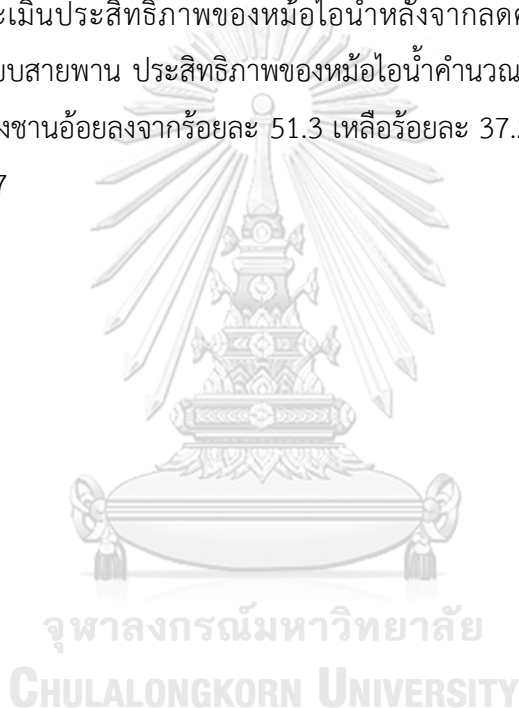 ะเมินประสิทธิภาพของหม้อไอน้ำหลังจากลด
บบสายพาน ประสิทธิภาพของหม้อไอน้ำคำนวณ
งชานอ้อยลงจากร้อยละ 51.3 เหลือร้อยละ 37.
7
จุฬาลงกรณ์มหาวิทยาลัย
CHULALONGKORN UNIVERSITY